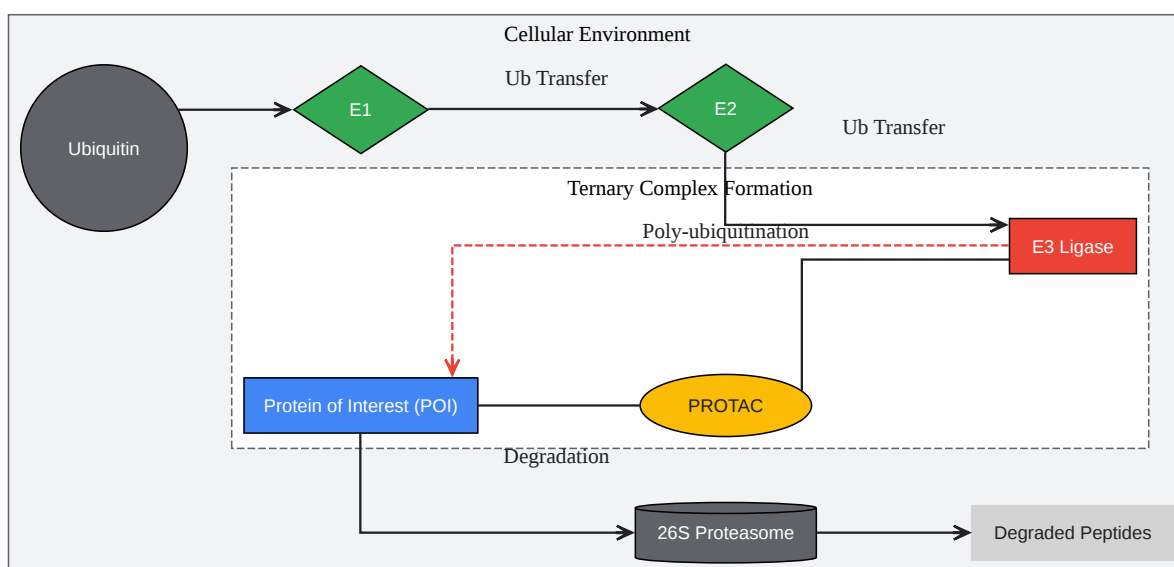 Cellular Environment
Ub Transfer
E1
E2
Ub Transfer
Ubiquitin
Ternary Complex Formation
Poly-ubiquitination
E3 Ligase
Protein of Interest (POI)
PROTAC
Degradation
26S Proteasome
Degraded Peptides